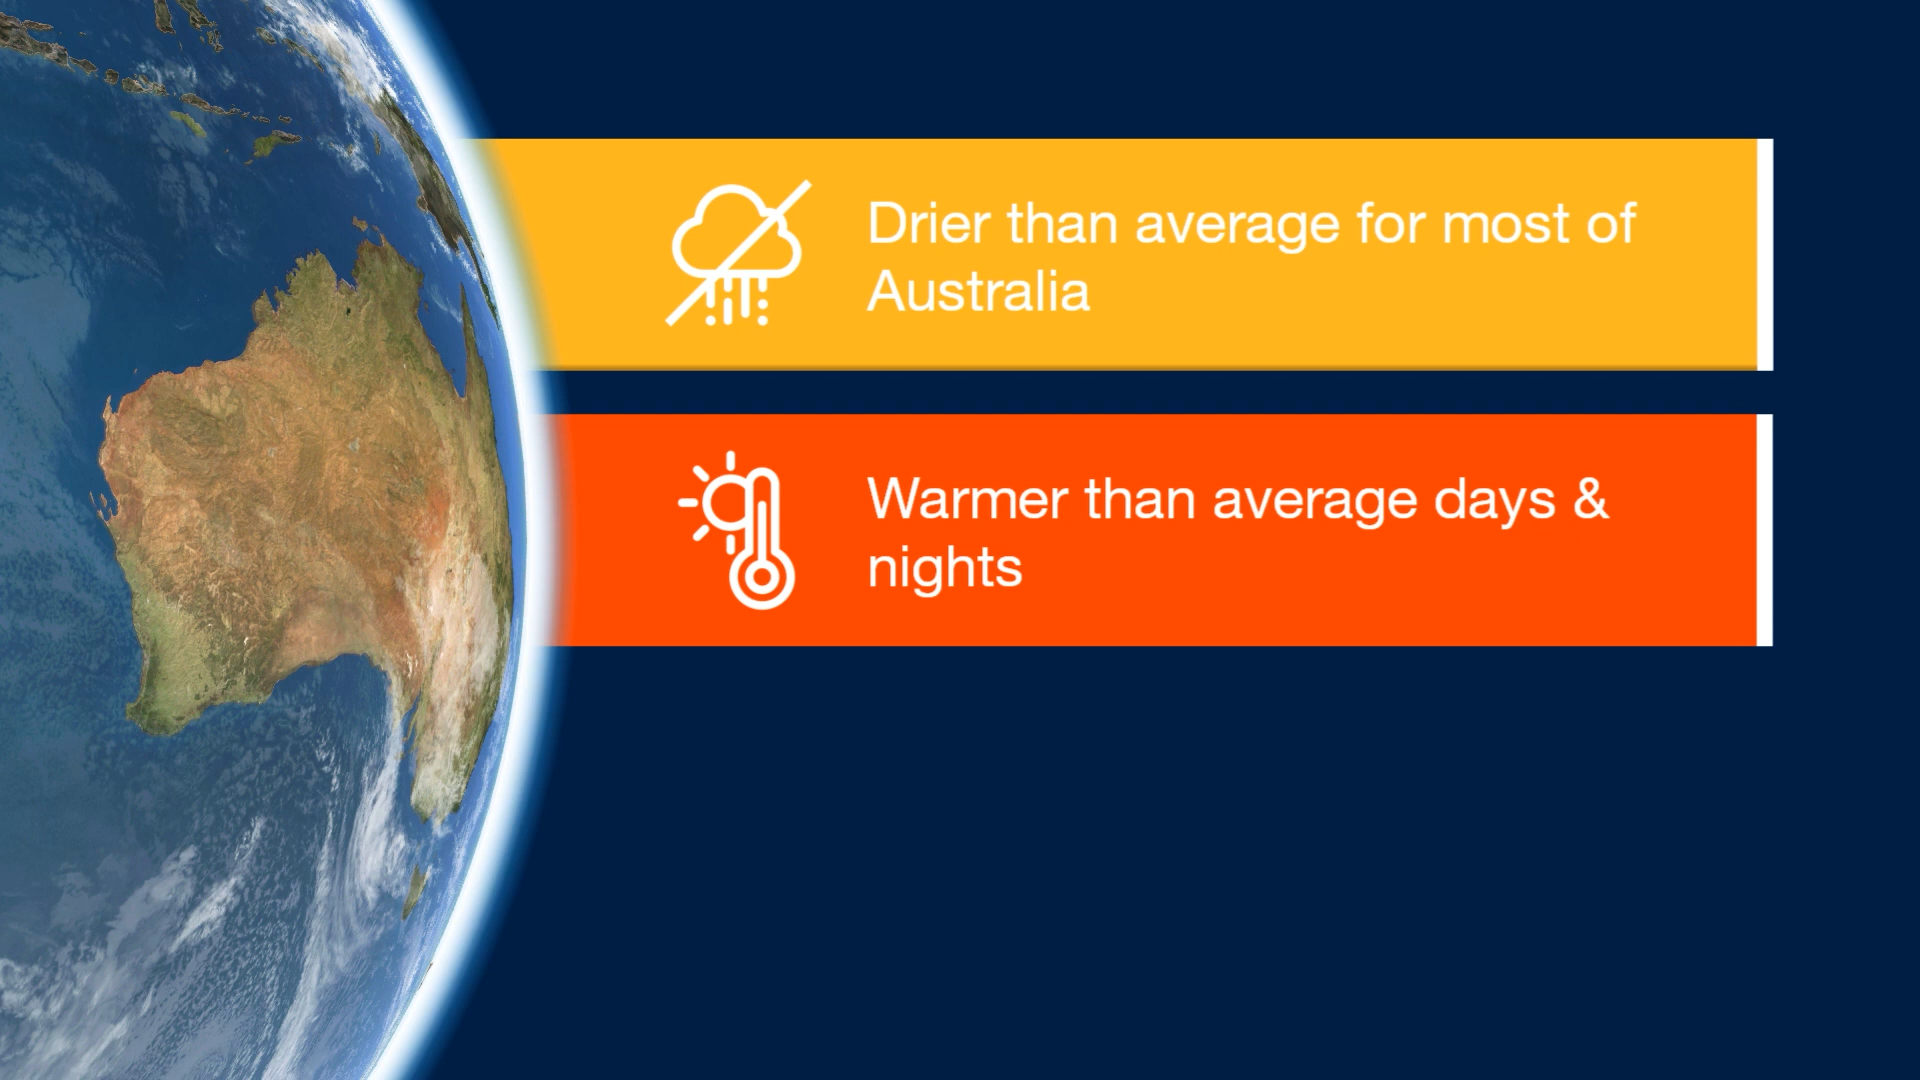 Drier than average for most of
Australia
Warmer than average days &
nights